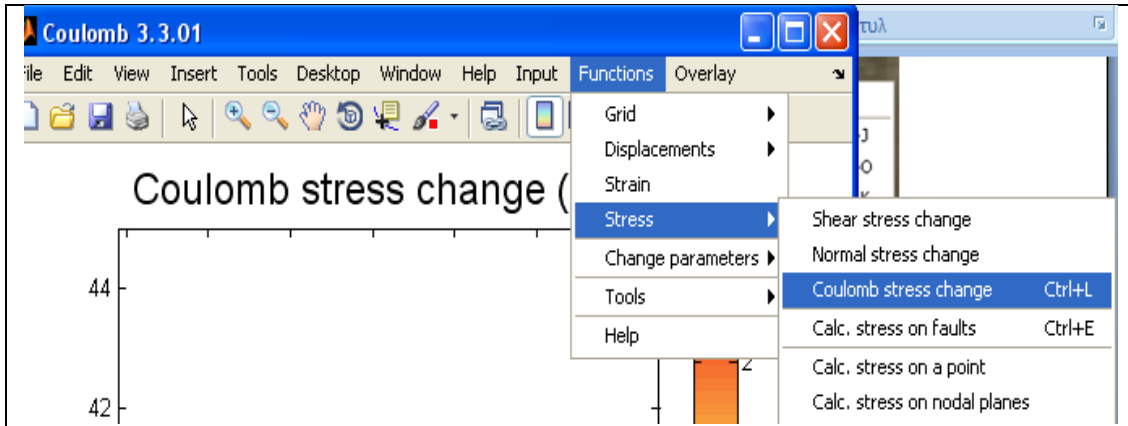 Coulomb 3.3.01
τυλ
File Edit View Insert Tools Desktop Window Help Input Functions Overlay
Coulomb stress change (
44
42
2
Grid
Displacements
Strain
Stress
Change parameters
Tools
Help
Shear stress change
Normal stress change
Coulomb stress change Ctrl+L
Calc. stress on faults Ctrl+E
Calc. stress on a point
Calc. stress on nodal planes